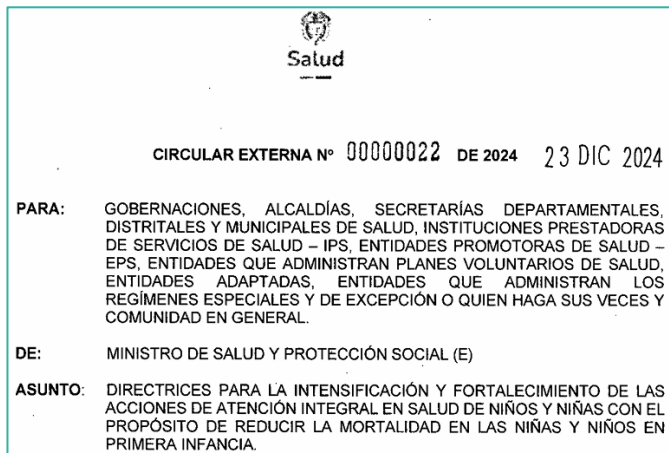 Salud
CIRCULAR EXTERNA Nº 00000022 DE 2024 23 DIC 2024
PARA: GOBERNACIONES, ALCALDÍAS, SECRETARÍAS DEPARTAMENTALES,
DISTRITALES Y MUNICIPALES DE SALUD, INSTITUCIONES PRESTADORAS
DE SERVICIOS DE SALUD – IPS, ENTIDADES PROMOTORAS DE SALUD –
EPS, ENTIDADES QUE ADMINISTRAN PLANES VOLUNTARIOS DE SALUD,
ENTIDADES ADAPTADAS, ENTIDADES QUE ADMINISTRAN LOS
REGÍMENES ESPECIALES Y DE EXCEPCIÓN O QUIEN HAGA SUS VECES Y
COMUNIDAD EN GENERAL.
DE: MINISTRO DE SALUD Y PROTECCIÓN SOCIAL (E)
ASUNTO: DIRECTRICES PARA LA INTENSIFICACIÓN Y FORTALECIMIENTO DE LAS
ACCIONES DE ATENCIÓN INTEGRAL EN SALUD DE NIÑOS Y NIÑAS CON EL
PROPÓSITO DE REDUCIR LA MORTALIDAD EN LAS NIÑAS Y NIÑOS EN
PRIMERA INFANCIA.